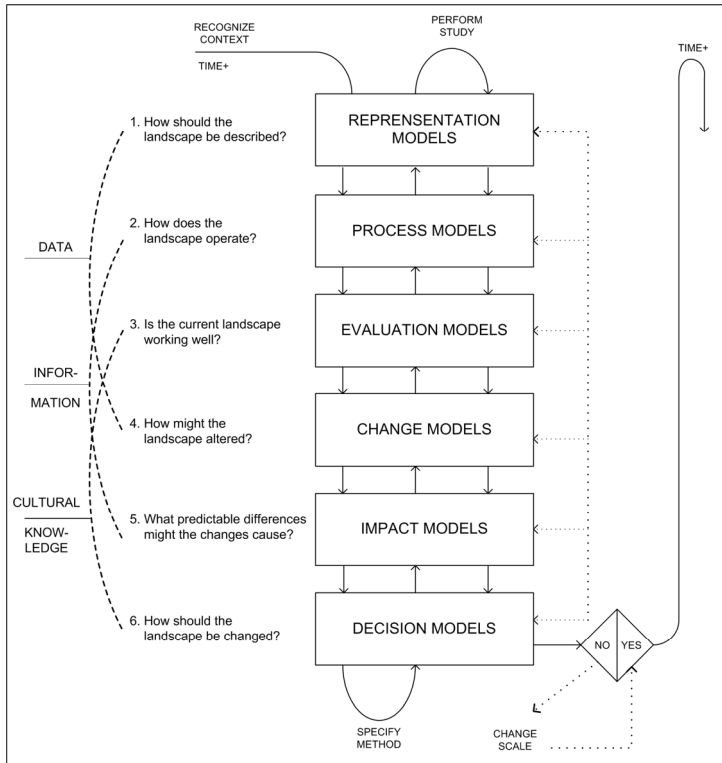 RECOGNIZE
CONTEXT
TIME+
PERFORM
STUDY
TIME+
1. How should the
landscape be described?
REPRENSENTATION
MODELS
2. How does the
landscape operate?
PROCESS MODELS
DATA
3. Is the current landscape
working well?
EVALUATION MODELS
INFOR-
MATION
4. How might the
landscape altered?
CHANGE MODELS
CULTURAL
KNOW-
LEDGE
5. What predictable differences
might the changes cause?
IMPACT MODELS
6. How should the
landscape be changed?
DECISION MODELS
NO
YES
SPECIFY
METHOD
CHANGE
SCALE